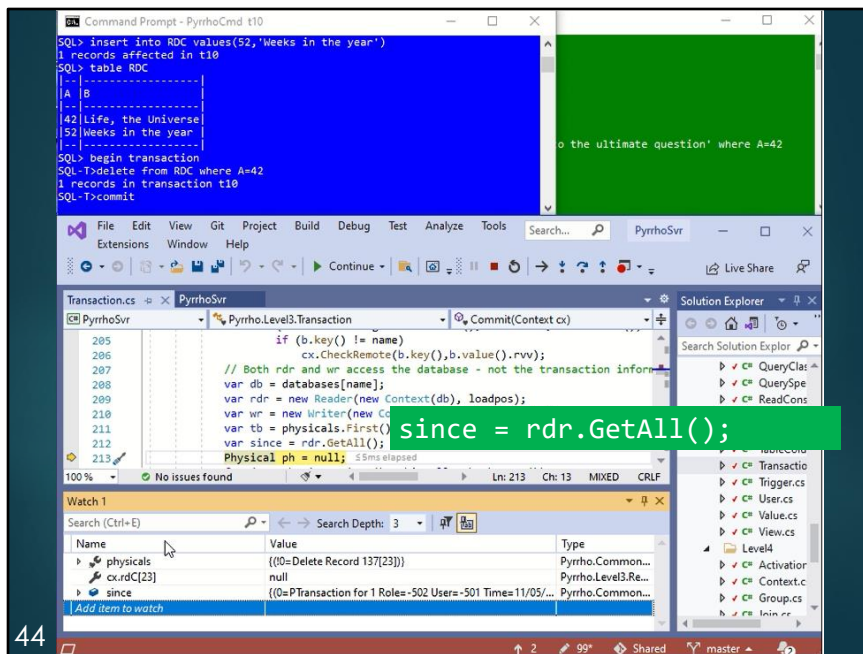 Command Prompt - PyrrhoCmd t10
SQL> insert into RDC values(52,'Weeks in the year')
1 records affected in t10
SQL> table RDC
|--|------------------|
|A |B                 |
|--|------------------|
|42|Life, the Universe|
|52|Weeks in the year |
|--|------------------|
SQL> begin transaction
SQL-T>delete from RDC where A=42
1 records in transaction t10
SQL-T>commit
o the ultimate question' where A=42
File Edit View Git Project Build Debug Test Analyze Tools Search... PyrrhoSvr
Extensions Window Help
Continue Live Share
Transaction.cs PyrrhoSvr
C# PyrrhoSvr Pyrrho.Level3.Transaction Commit(Context cx)
205 if (b.key() != name)
206 cx.CheckRemote(b.key(),b.value().rvv);
207 // Both rdr and wr access the database - not the transaction inform
208 var db = databases[name];
209 var rdr = new Reader(new Context(db), loadpos);
210 var wr = new Writer(new Co
211 var tb = physicals.First()
212 var since = rdr.GetAll();
213 Physical ph = null; ≤5ms elapsed
since = rdr.GetAll();
100 % No issues found Ln: 213 Ch: 13 MIXED CRLF
Solution Explorer
Search Solution Explor
C# QueryClas
C# QuerySpe
C# ReadCons
C# TableColu
C# Transactio
C# Trigger.cs
C# User.cs
C# Value.cs
C# View.cs
Level4
C# Activation
C# Context.c
C# Group.cs
C# Join.cs
Watch 1
Search (Ctrl+E) Search Depth: 3
Name Value Type
physicals {(!0=Delete Record 137[23])} Pyrrho.Common...
cx.rdC[23] null Pyrrho.Level3.Re...
since {(0=PTransaction for 1 Role=-502 User=-501 Time=11/05/... Pyrrho.Common...
Add item to watch
44
2 99* Shared master 2